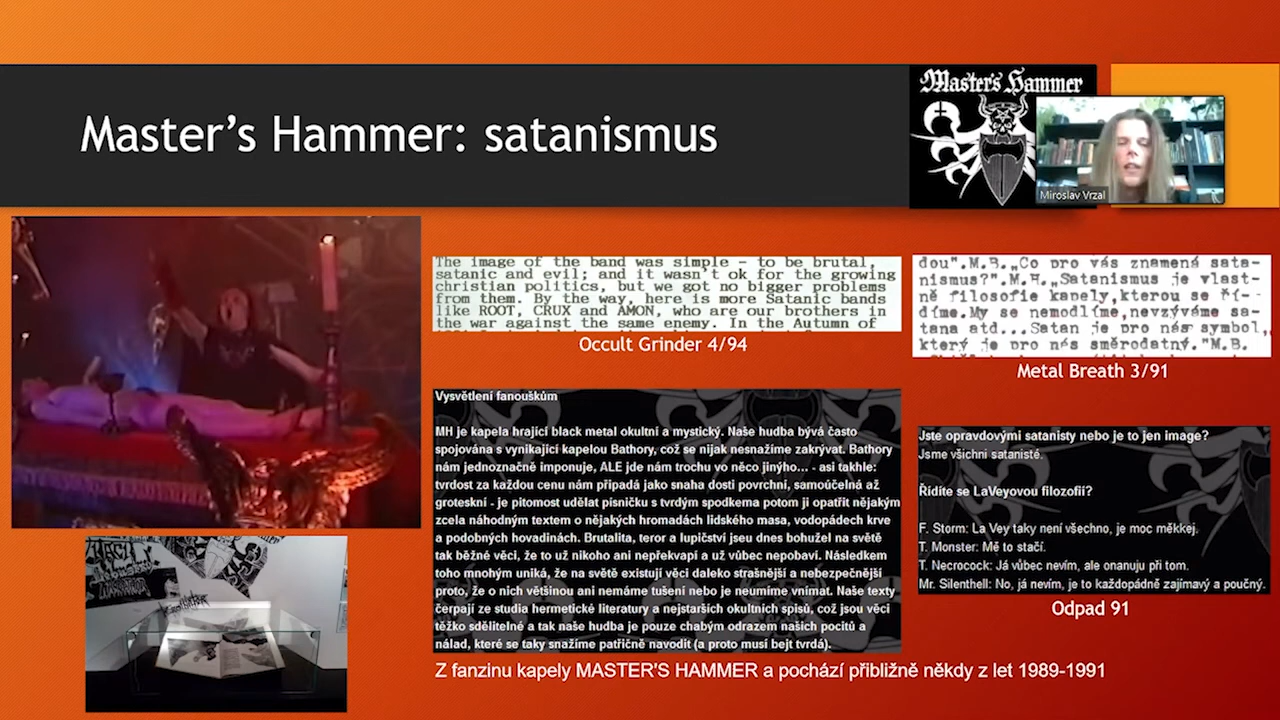 Master's Hammer: satanismus
Master's Hammer
Miroslav Vrzal
The image of the band was simple - to be brutal,
satanic and evil; and it wasn't ok for the growing
christian politics, but we got no bigger problems
from them. By the way, here is more Satanic bands
like ROOT, CRUX and AMON, who are our brothers in
the war against the same enemy. In the Autumn of
Occult Grinder 4/94
dou".M.B."Co pro vás znamená sata-
nismus?".M.H."Satanismus je vlast-
ně filosofie kapely,kterou se ří--
díme.My se nemodlíme,nevzýváme sa-
tana atd...Satan je pro nás symbol,
který je pro nás směrodatný."M.B.
Metal Breath 3/91
Vysvětlení fanouškům
MH je kapela hrající black metal okultní a mystický. Naše hudba bývá často
spojována s vynikající kapelou Bathory, což se nijak nesnažíme zakrývat. Bathory
nám jednoznačně imponuje, ALE jde nám trochu vo něco jinýho... - asi takhle:
tvrdost za každou cenu nám připadá jako snaha dosti povrchní, samoúčelná až
groteskní - je pitomost udělat písničku s tvrdým spodkema potom ji opatřit nějakým
zcela náhodným textem o nějakých hromadách lidského masa, vodopádech krve
a podobných hovadinách. Brutalita, teror a lupičství jsou dnes bohužel na světě
tak běžné věci, že to už nikoho ani nepřekvapí a už vůbec nepobaví. Následkem
toho mnohým uniká, že na světě existují věci daleko strašnější a nebezpečnější
proto, že o nich většinou ani nemáme tušení nebo je neumíme vnímat. Naše texty
čerpají ze studia hermetické literatury a nejstarších okultních spisů, což jsou věci
těžko sdělitelné a tak naše hudba je pouze chabým odrazem našich pocitů a
nálad, které se taky snažíme patřičně navodit (a proto musí bejt tvrdá).
Jste opravdovými satanisty nebo je to jen image?
Jsme všichni satanisté.
Řídíte se LaVeyovou filozofií?
F. Storm: La Vey taky není všechno, je moc měkkej.
T. Monster: Mě to stačí.
T. Necrocock: Já vůbec nevím, ale onanuju při tom.
Mr. Silenthell: No, já nevím, je to každopádně zajímavý a poučný.
Odpad 91
Z fanzinu kapely MASTER'S HAMMER a pochází přibližně někdy z let 1989-1991